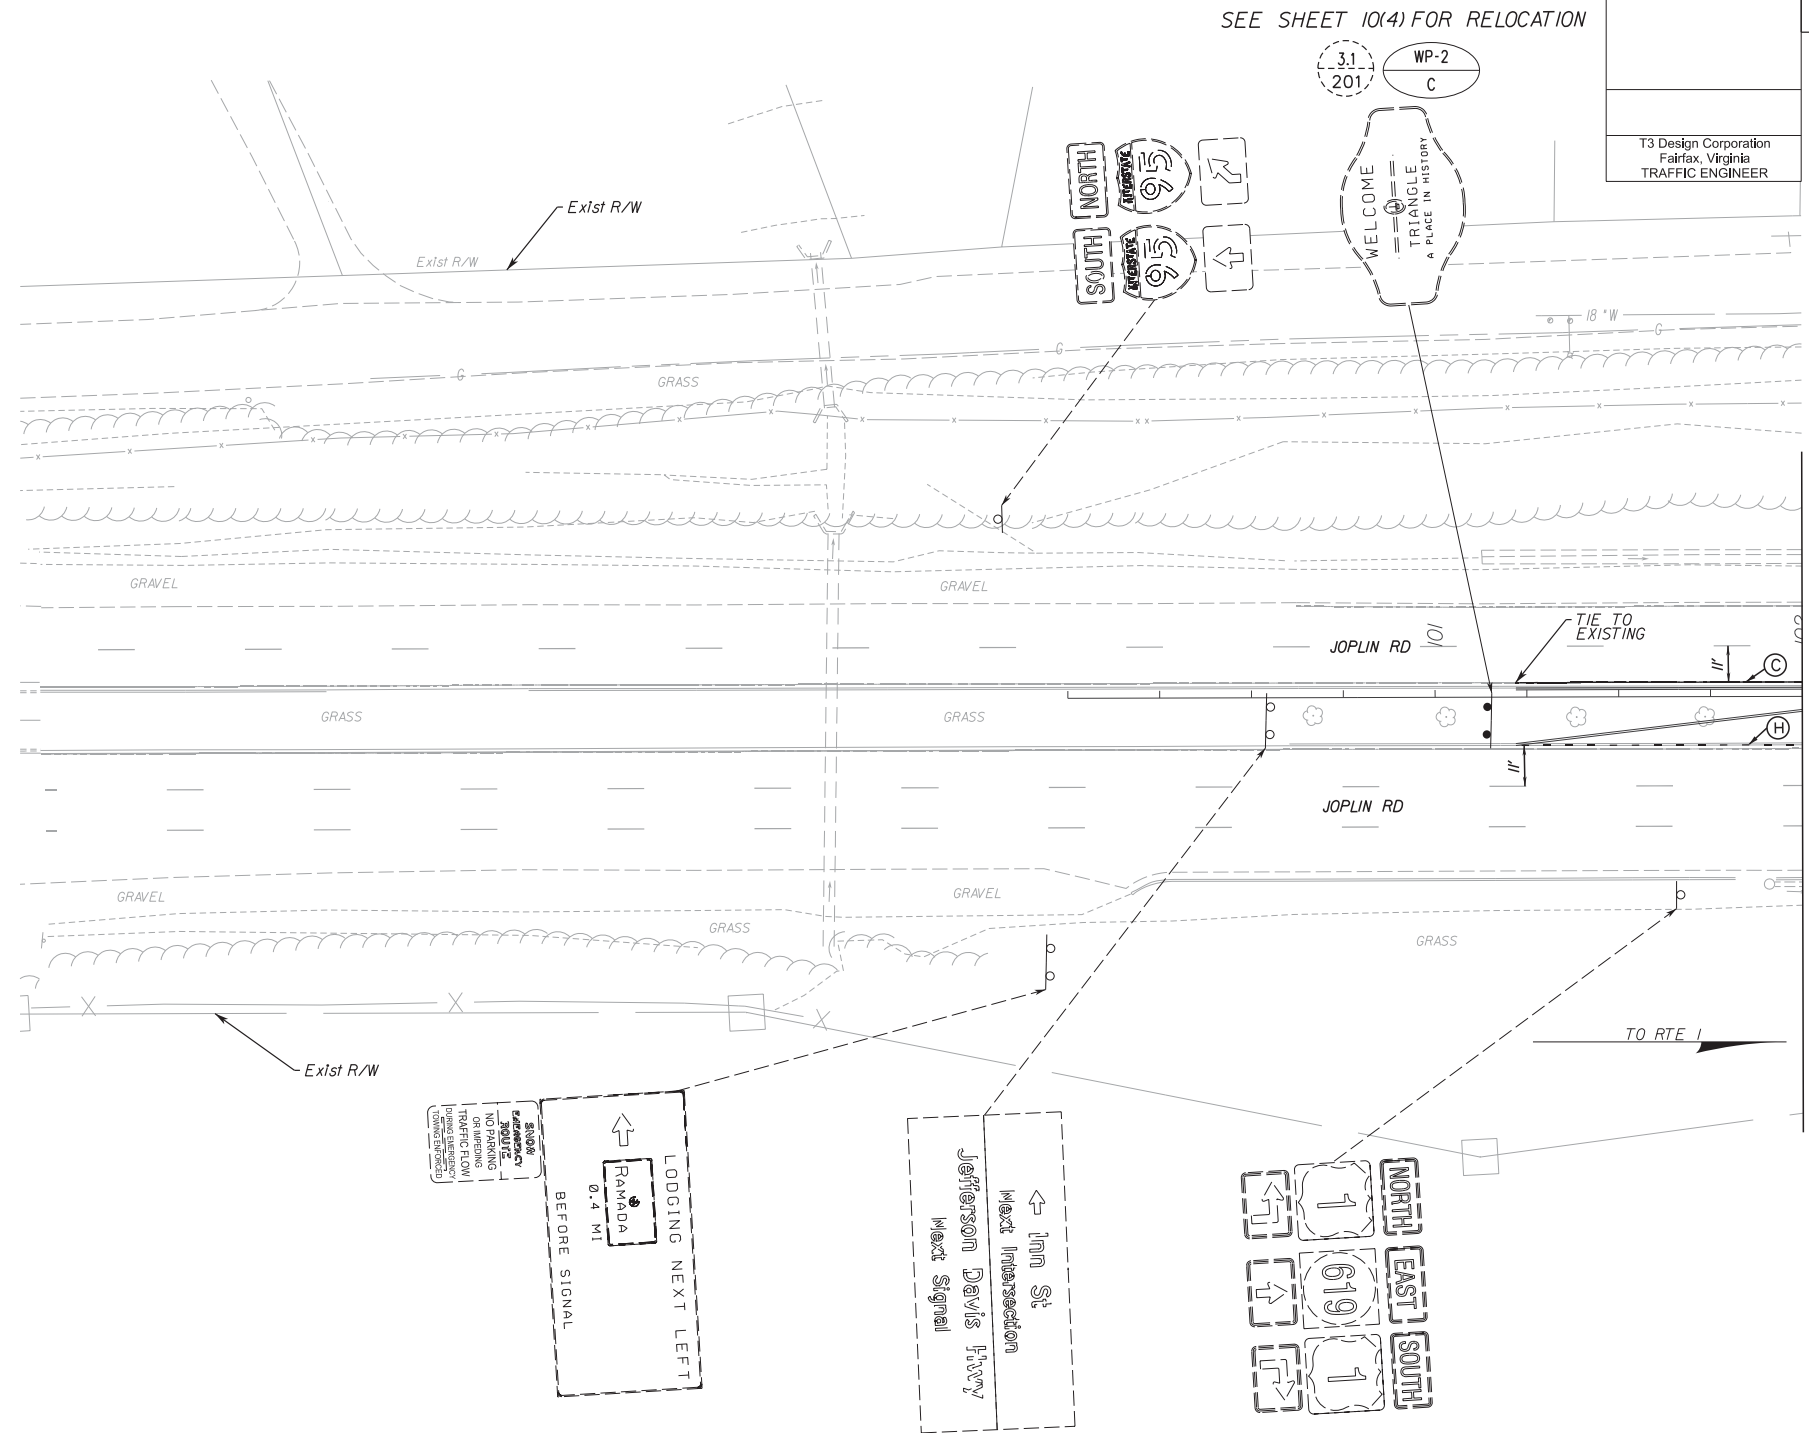 SEE SHEET 10(4) FOR RELOCATION
3.1
201
WP-2
C
T3 Design Corporation
Fairfax, Virginia
TRAFFIC ENGINEER
NORTH
INTERSTATE
95
SOUTH
INTERSTATE
95
WELCOME
TRIANGLE
A PLACE IN HISTORY
Exist R/W
Exist R/W
18 "W
G
G
G
GRASS
GRAVEL
GRAVEL
TIE TO
EXISTING
JOPLIN RD
101
102
11'
C
GRASS
GRASS
H
11'
JOPLIN RD
GRAVEL
GRAVEL
GRASS
GRASS
TO RTE 1
Exist R/W
SNOW
EMERGENCY
ROUTE
NO PARKING
OR IMPEDING
TRAFFIC FLOW
DURING EMERGENCY
TOWING ENFORCED
LODGING NEXT LEFT
RAMADA
0.4 MI
BEFORE SIGNAL
Inn St
Next Intersection
Jefferson Davis Hwy
Next Signal
NORTH
1
EAST
619
SOUTH
1